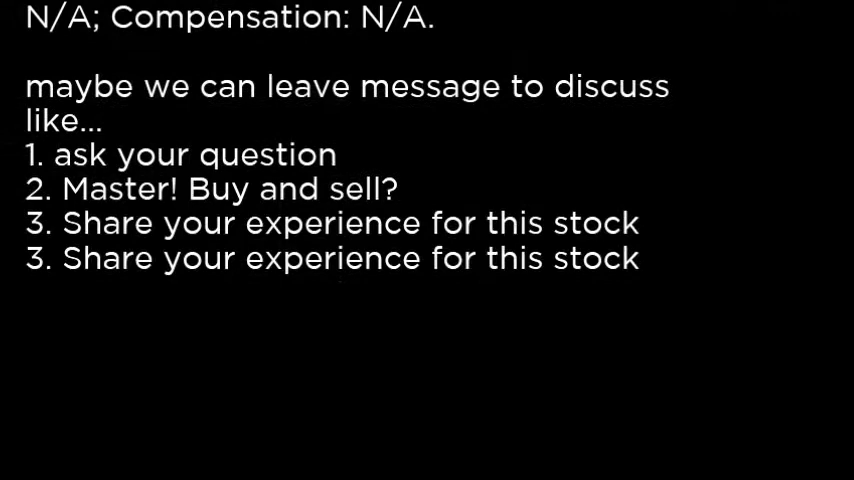 N/A; Compensation: N/A.
maybe we can leave message to discuss
like...
1. ask your question
2. Master! Buy and sell?
3. Share your experience for this stock
3. Share your experience for this stock